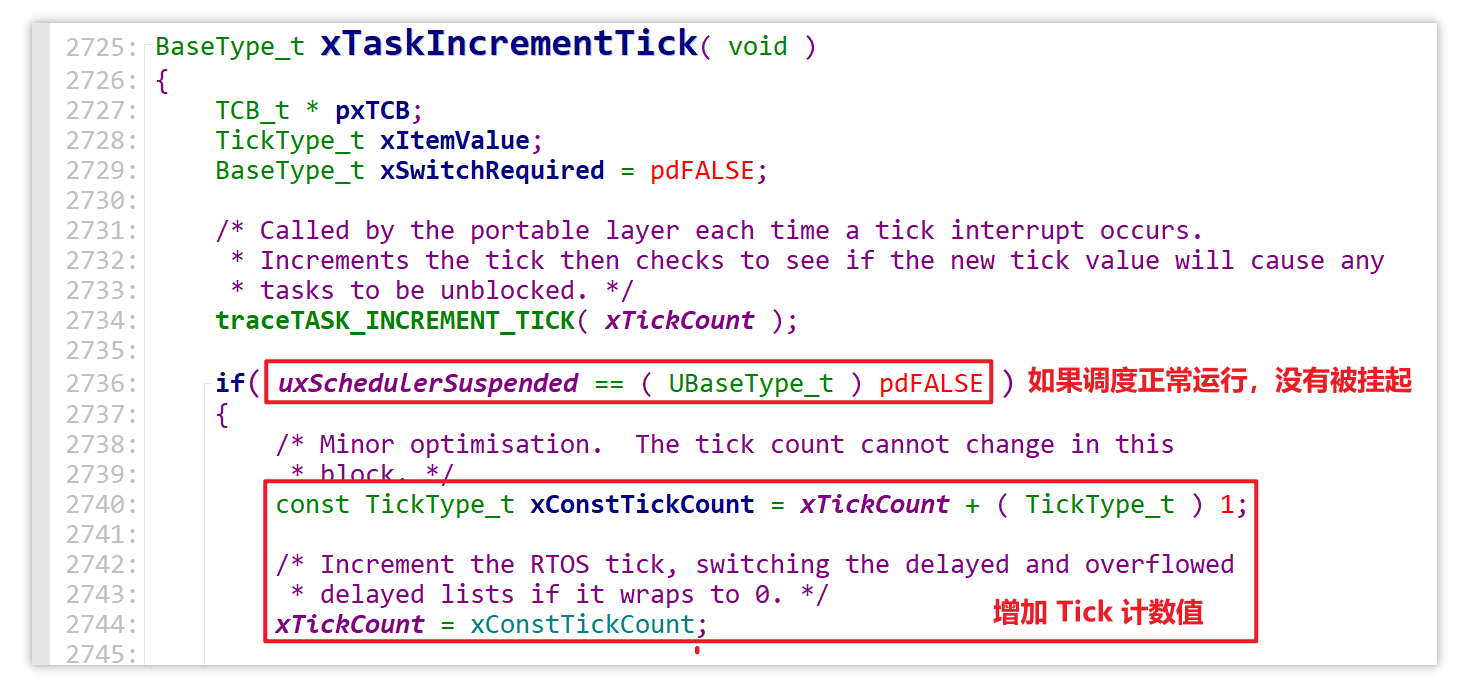 2725: BaseType_t xTaskIncrementTick( void )
2726: {
2727: TCB_t * pxTCB;
2728: TickType_t xItemValue;
2729: BaseType_t xSwitchRequired = pdFALSE;
2730:
2731: /* Called by the portable layer each time a tick interrupt occurs.
2732: * Increments the tick then checks to see if the new tick value will cause any
2733: * tasks to be unblocked. */
2734: traceTASK_INCREMENT_TICK( xTickCount );
2735:
2736: if( uxSchedulerSuspended == ( UBaseType_t ) pdFALSE ) 如果调度正常运行，没有被挂起
2737: {
2738: /* Minor optimisation.  The tick count cannot change in this
2739: * block. */
2740: const TickType_t xConstTickCount = xTickCount + ( TickType_t ) 1;
2741:
2742: /* Increment the RTOS tick, switching the delayed and overflowed
2743: * delayed lists if it wraps to 0. */
增加 Tick 计数值
2744: xTickCount = xConstTickCount;
2745: